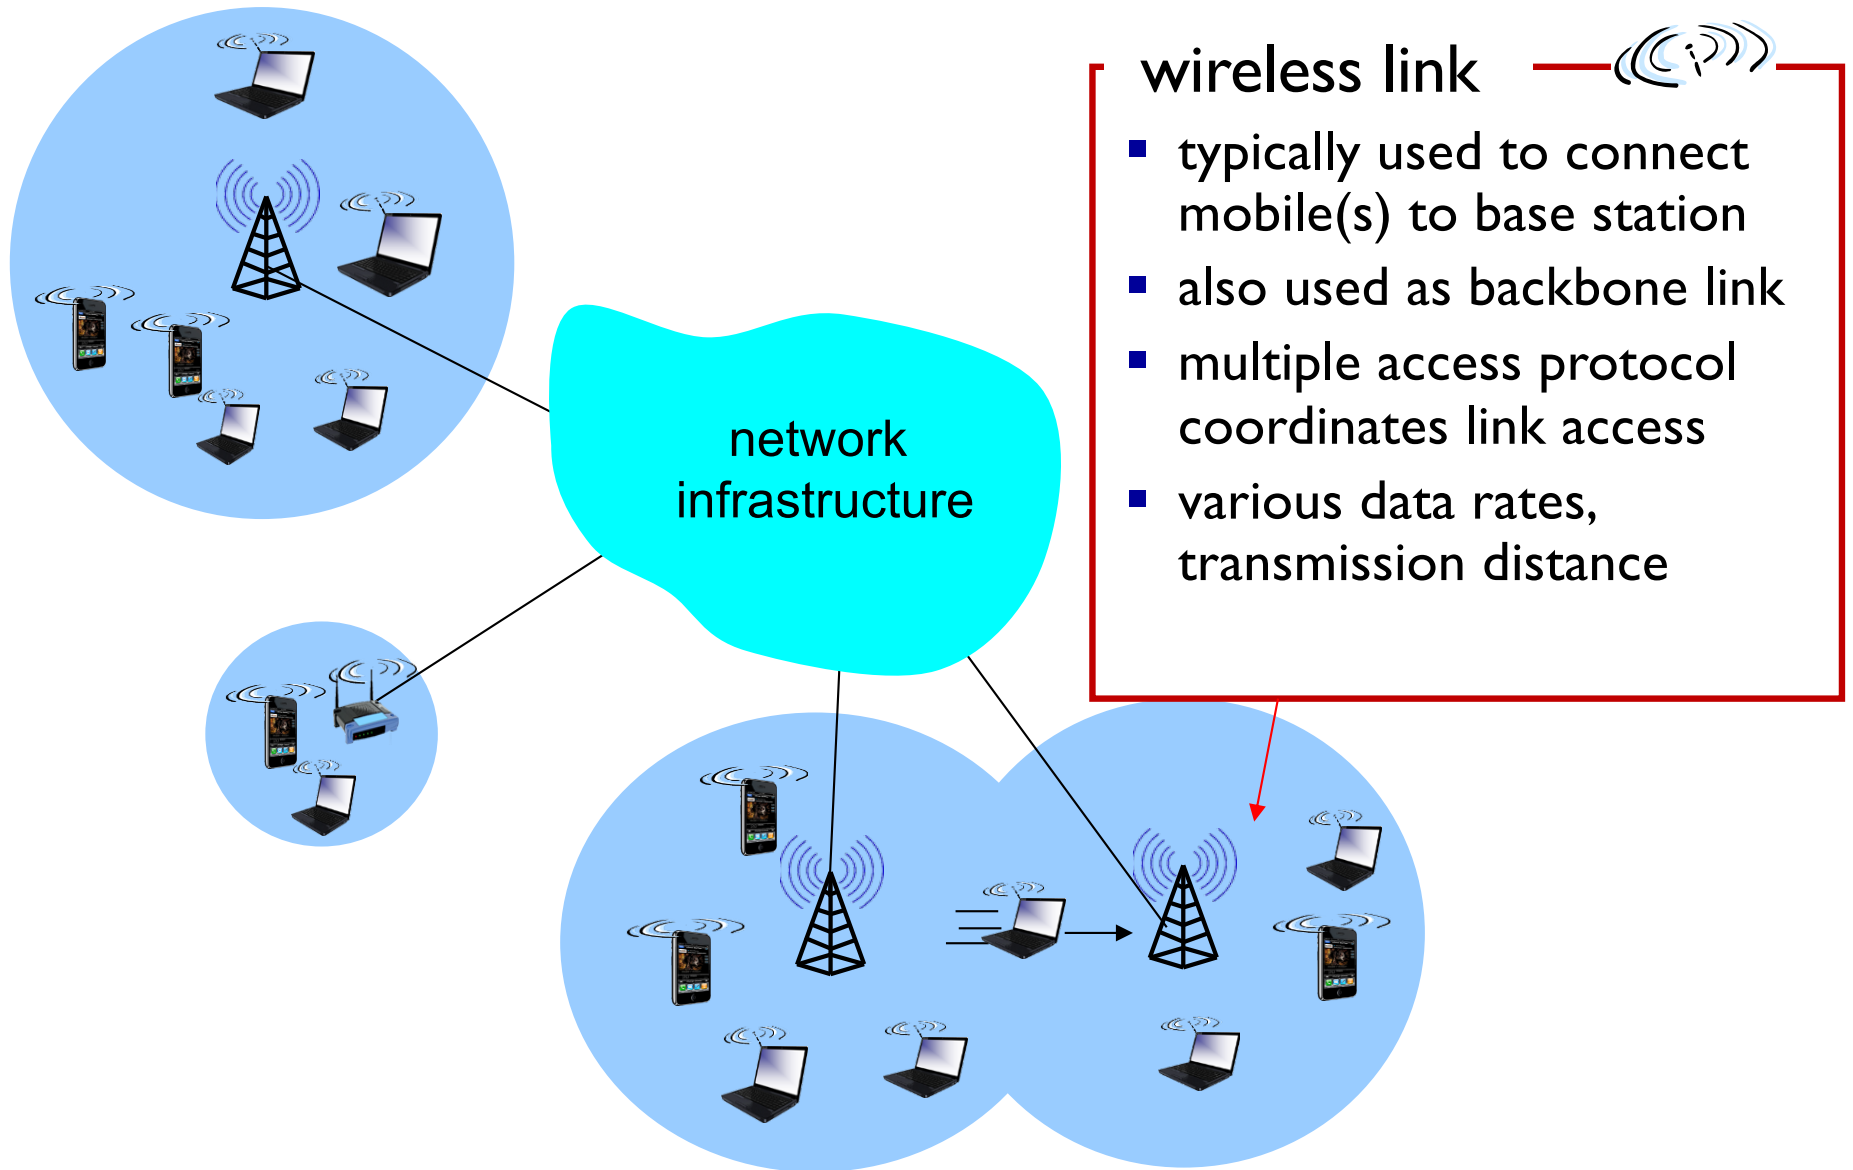 wireless link
typically used to connect
mobile(s) to base station
also used as backbone link
multiple access protocol
coordinates link access
various data rates,
transmission distance
network
infrastructure